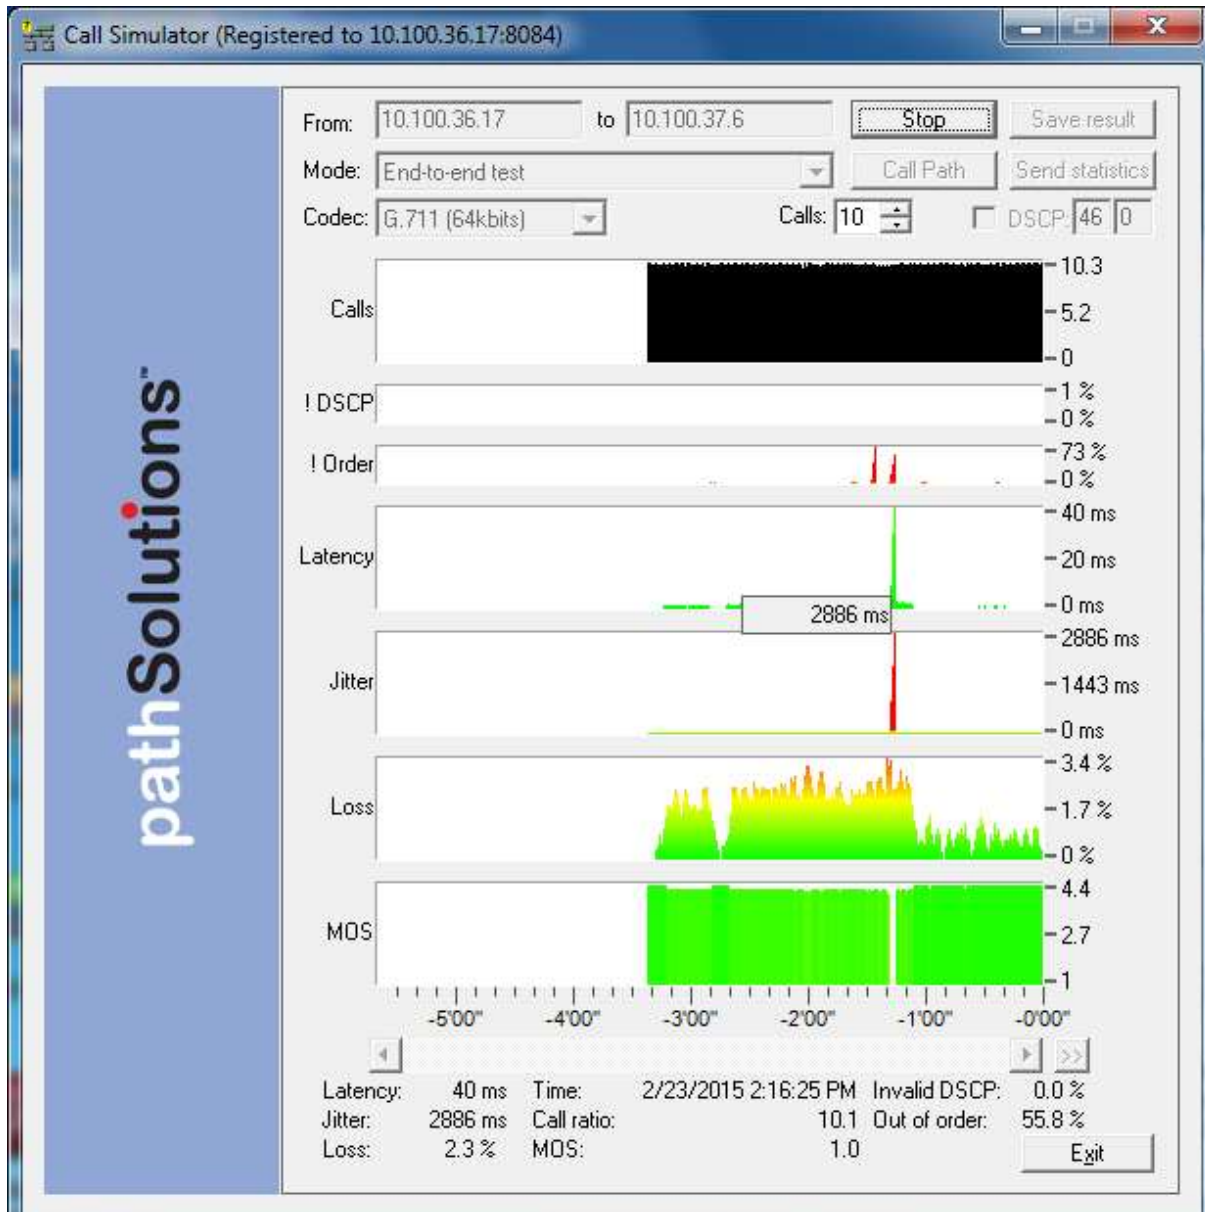 Call Simulator (Registered to 10.100.36.17:8084)
From: 10.100.36.17 to 10.100.37.6 Stop Save result
Mode: End-to-end test Call Path Send statistics
Codec: G.711 (64kbits) Calls: 10 DSCP: 46 0
Calls 10.3
5.2
0
! DSCP 1 %
0 %
! Order 73 %
0 %
Latency 40 ms
20 ms
0 ms
2886 ms
Jitter 2886 ms
1443 ms
0 ms
Loss 3.4 %
1.7 %
0 %
MOS 4.4
2.7
1
-5'00" -4'00" -3'00" -2'00" -1'00" -0'00"
>>
Latency: 40 ms Time: 2/23/2015 2:16:25 PM Invalid DSCP: 0.0 %
Jitter: 2886 ms Call ratio: 10.1 Out of order: 55.8 %
Loss: 2.3 % MOS: 1.0 Exit
pathSolutions™